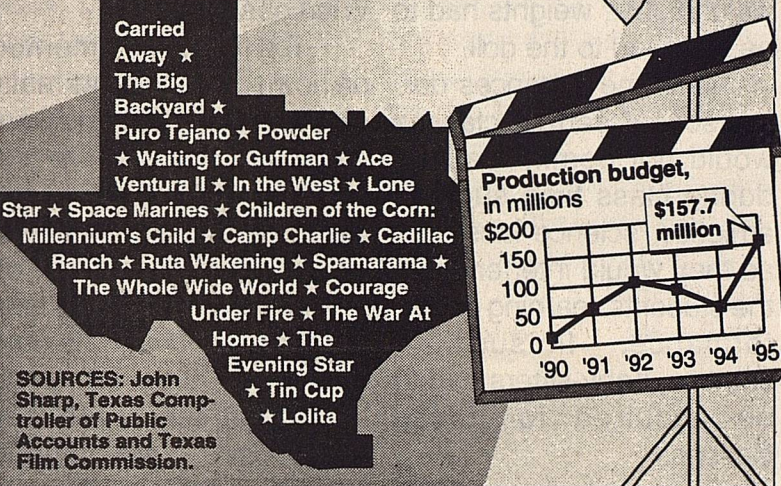 Carried
Away ★
The Big
Backyard ★
Puro Tejano ★ Powder
★ Waiting for Guffman ★ Ace
Ventura II ★ In the West ★ Lone
Star ★ Space Marines ★ Children of the Corn:
Millennium's Child ★ Camp Charlie ★ Cadillac
Ranch ★ Ruta Wakening ★ Spamarama ★
The Whole Wide World ★ Courage
Under Fire ★ The War At
Home ★ The
Evening Star
★ Tin Cup
★ Lolita
SOURCES: John
Sharp, Texas Comp-
troller of Public
Accounts and Texas
Film Commission.
Production budget,
in millions
$157.7
million
$200
150
100
50
0
'90 '91 '92 '93 '94 '95